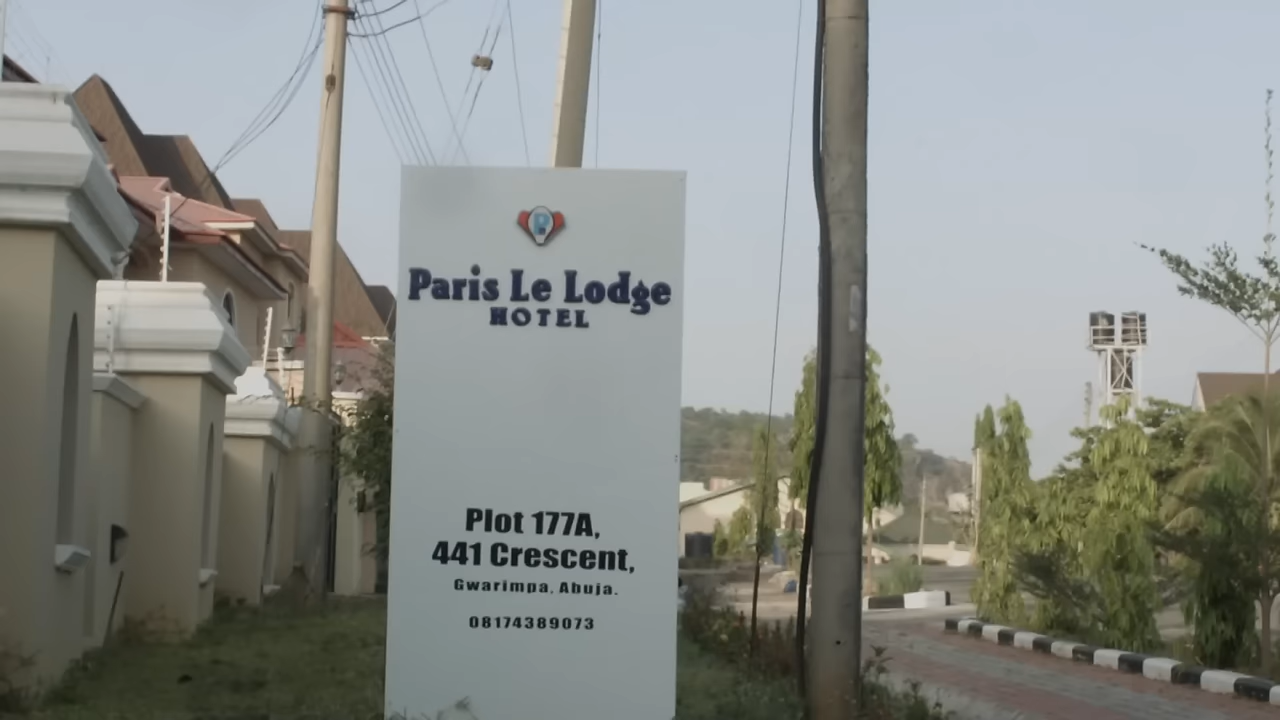 P
Paris Le Lodge
HOTEL
Plot 177A,
441 Crescent,
Gwarimpa, Abuja.
08174389073